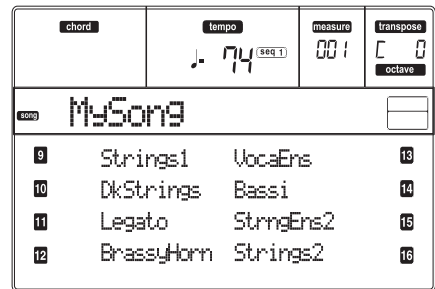 chord tempo measure transpose
♩- 74 seq 1 001 C 0
octave
song MySong
9 Strings1 VocaEns 13
10 DkStrings Bassi 14
11 Legato StrngEns2 15
12 BrassyHorn Strings2 16